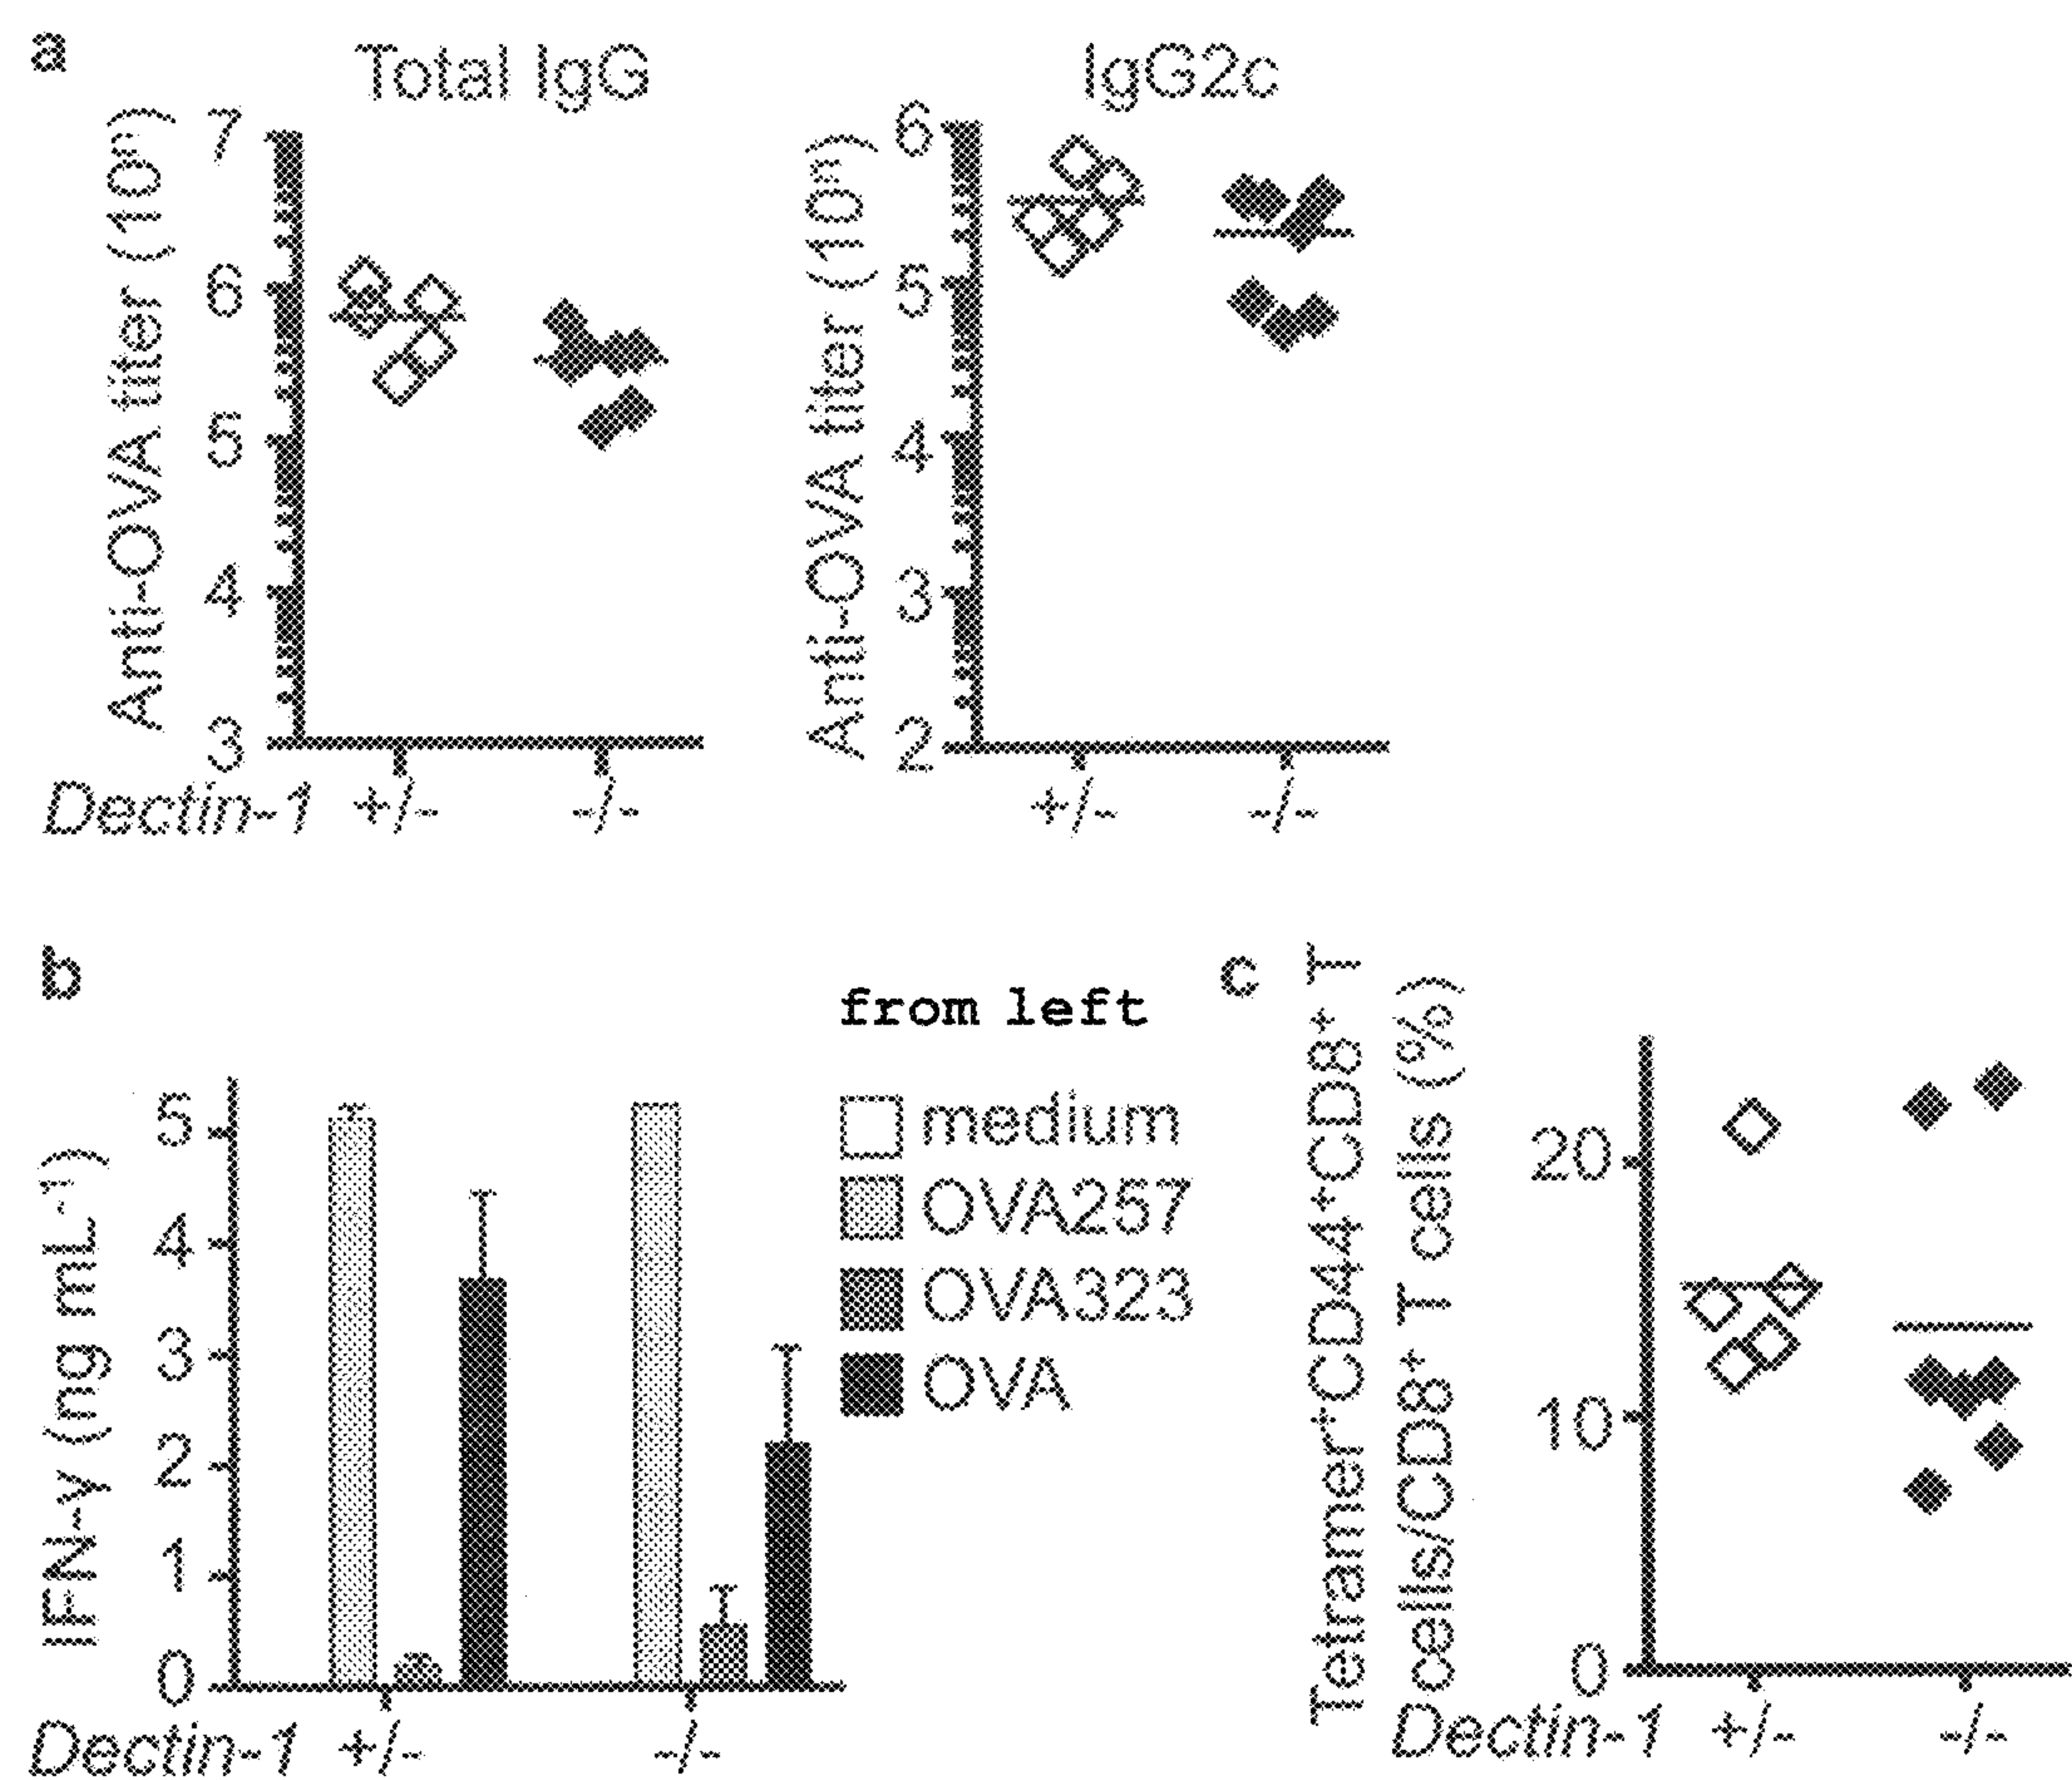 a
Total IgG
Anti-OVA titer (10ⁿ)
7
6
5
4
3
Dectin-1 +/- -/-
IgG2c
Anti-OVA titer (10ⁿ)
6
5
4
3
2
+/- -/-
b
from left
IFN-γ (ng mL⁻¹)
5
4
3
2
1
0
Dectin-1 +/- -/-
medium
OVA257
OVA323
OVA
c
Tetramer⁺CD44⁺CD8⁺ T
cells/CD8⁺ T cells (%)
20
10
0
Dectin-1 +/- -/-